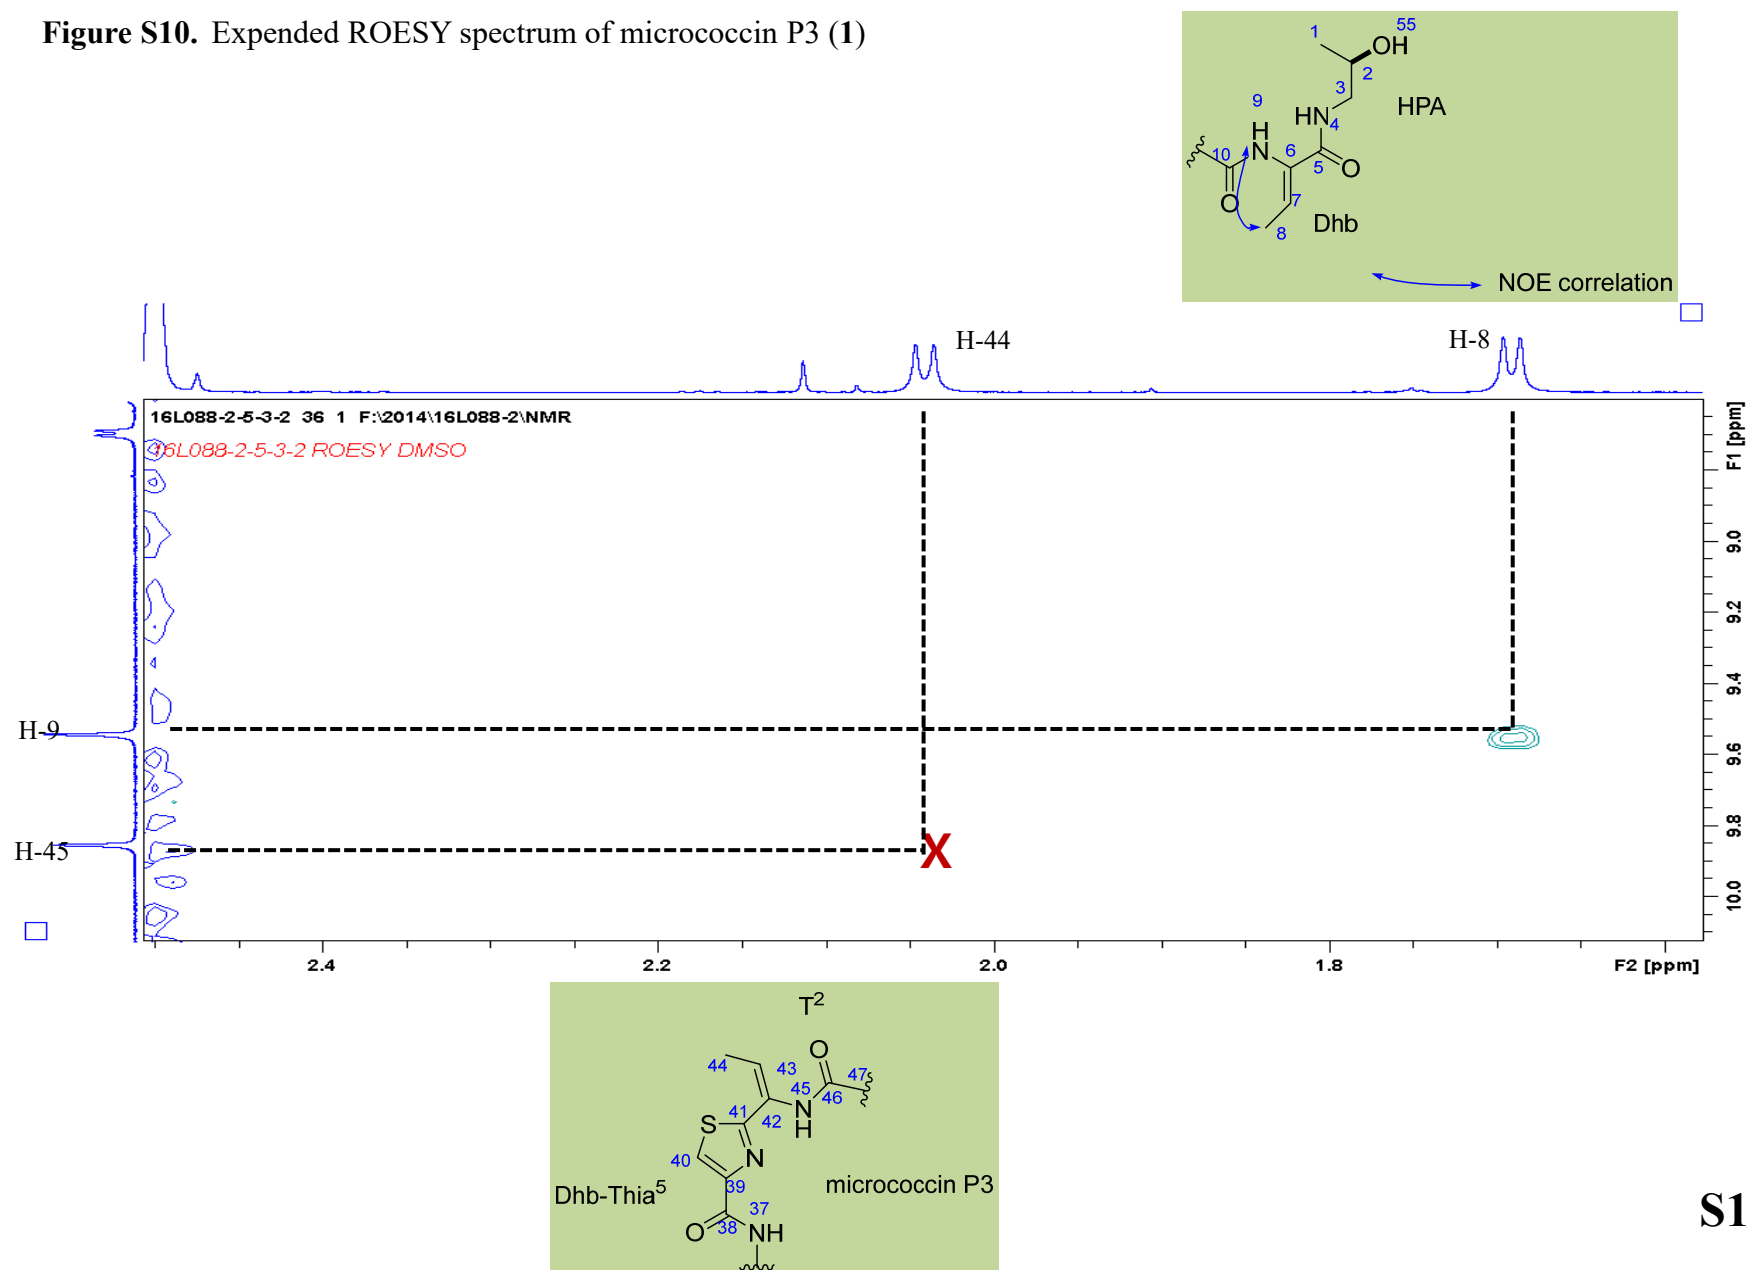 Figure S10. Expended ROESY spectrum of micrococcin P3 (1)
55
1
OH
2
3
9
HPA
HN
4
H
10
N
6
5
O
O
7
8
Dhb
NOE correlation
H-44
H-8
16L088-2-5-3-2 36 1 F:\2014\16L088-2\NMR
16L088-2-5-3-2 ROESY DMSO
F1 [ppm]
9.0
9.2
9.4
9.6
9.8
10.0
H-9
H-45
X
2.4
2.2
2.0
1.8
F2 [ppm]
T2
O
44
43
47
45
46
41
N
42
H
S
40
N
39
Dhb-Thia5
micrococcin P3
37
O
38
NH
S1